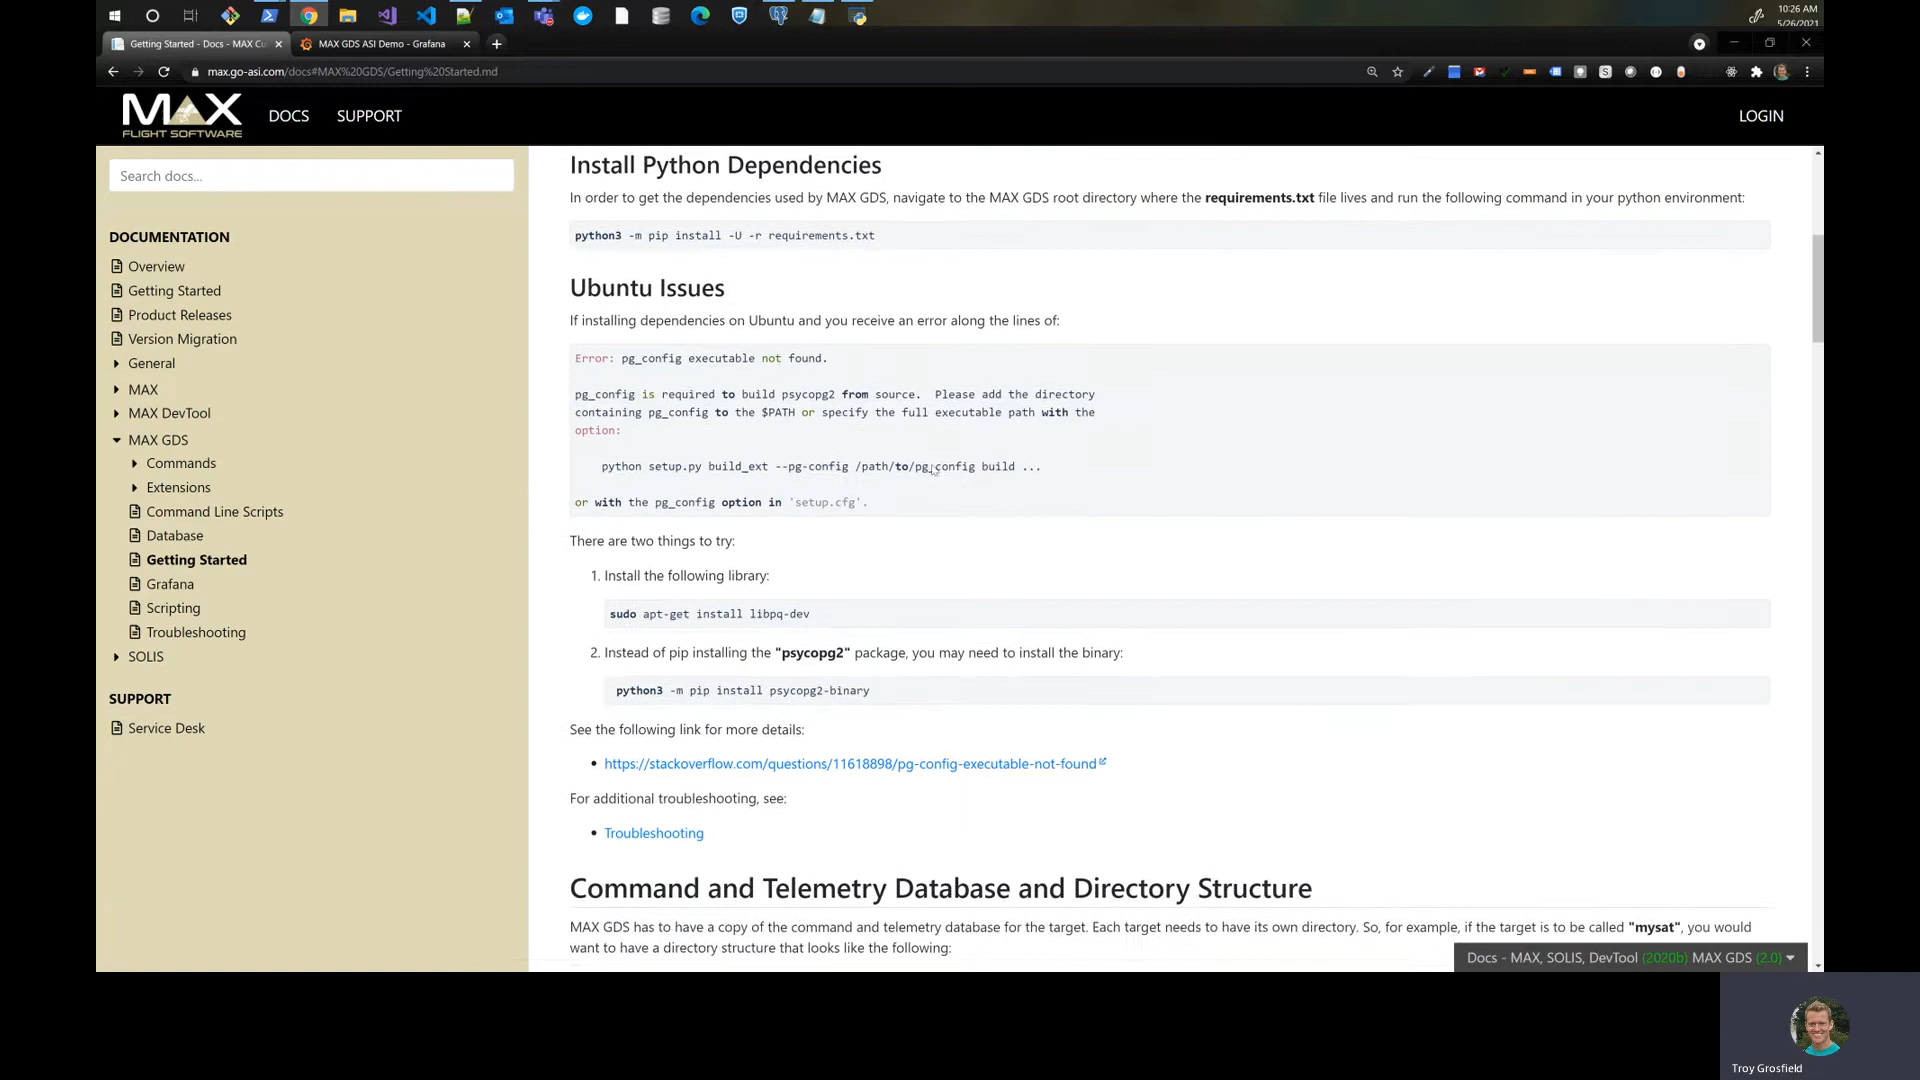 10:26 AM
5/26/2021
Getting Started - Docs - MAX Cu
MAX GDS ASI Demo - Grafana
max.go-asi.com/docs#MAX%20GDS/Getting%20Started.md
MAX
FLIGHT SOFTWARE
DOCS
SUPPORT
LOGIN
Search docs...
DOCUMENTATION
Overview
Getting Started
Product Releases
Version Migration
General
MAX
MAX DevTool
MAX GDS
Commands
Extensions
Command Line Scripts
Database
Getting Started
Grafana
Scripting
Troubleshooting
SOLIS
SUPPORT
Service Desk
Install Python Dependencies
In order to get the dependencies used by MAX GDS, navigate to the MAX GDS root directory where the requirements.txt file lives and run the following command in your python environment:
python3 -m pip install -U -r requirements.txt
Ubuntu Issues
If installing dependencies on Ubuntu and you receive an error along the lines of:
Error: pg_config executable not found.
pg_config is required to build psycopg2 from source.  Please add the directory
containing pg_config to the $PATH or specify the full executable path with the
option:
python setup.py build_ext --pg-config /path/to/pg_config build ...
or with the pg_config option in 'setup.cfg'.
There are two things to try:
1. Install the following library:
sudo apt-get install libpq-dev
2. Instead of pip installing the "psycopg2" package, you may need to install the binary:
python3 -m pip install psycopg2-binary
See the following link for more details:
• https://stackoverflow.com/questions/11618898/pg-config-executable-not-found
For additional troubleshooting, see:
• Troubleshooting
Command and Telemetry Database and Directory Structure
MAX GDS has to have a copy of the command and telemetry database for the target. Each target needs to have its own directory. So, for example, if the target is to be called "mysat", you would
want to have a directory structure that looks like the following:
Docs - MAX, SOLIS, DevTool (2020b) MAX GDS (2.0)
Troy Grosfield